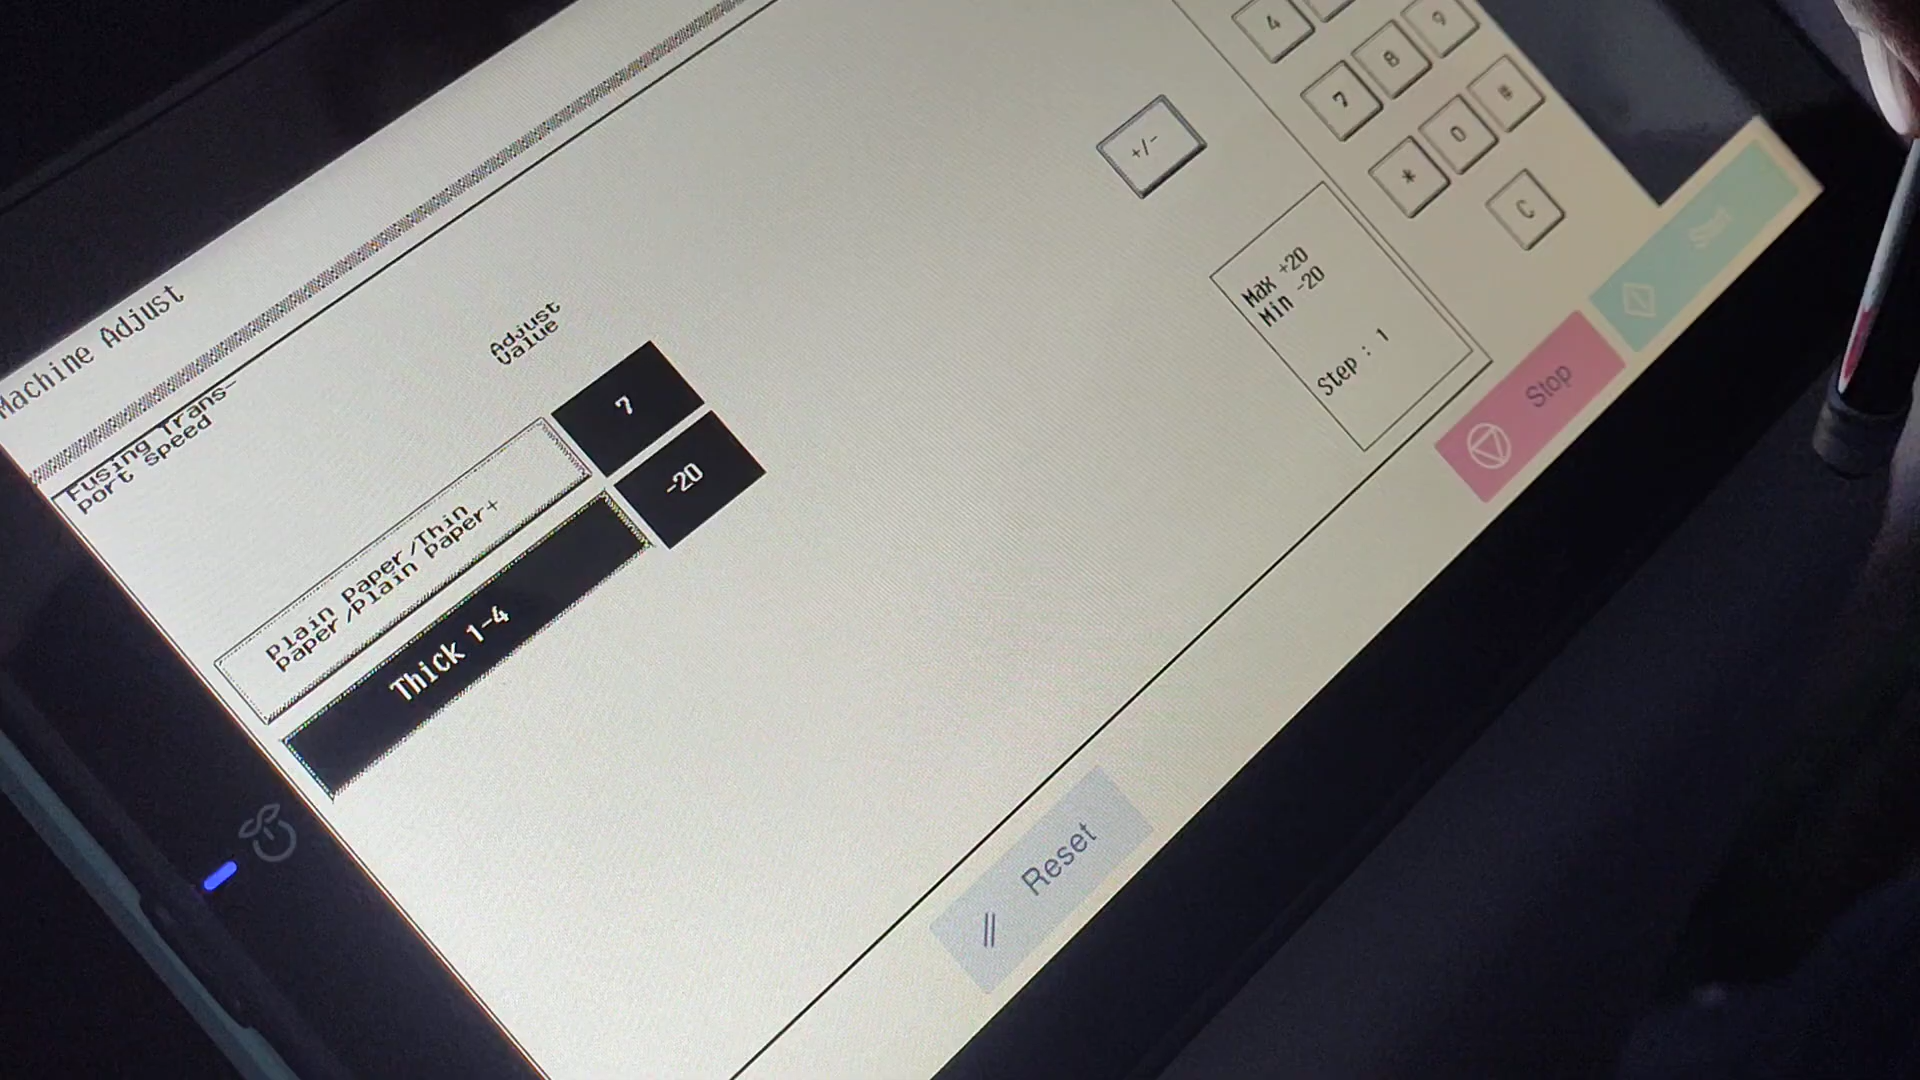 Machine Adjust
Fusing Trans-
port speed
Adjust
Value
Plain Paper/Thin
paper/Plain paper+
7
Thick 1-4
-20
+/-
4
7 8 9
* 0 #
C
Max +20
Min -20
Step : 1
Start
Stop
// Reset